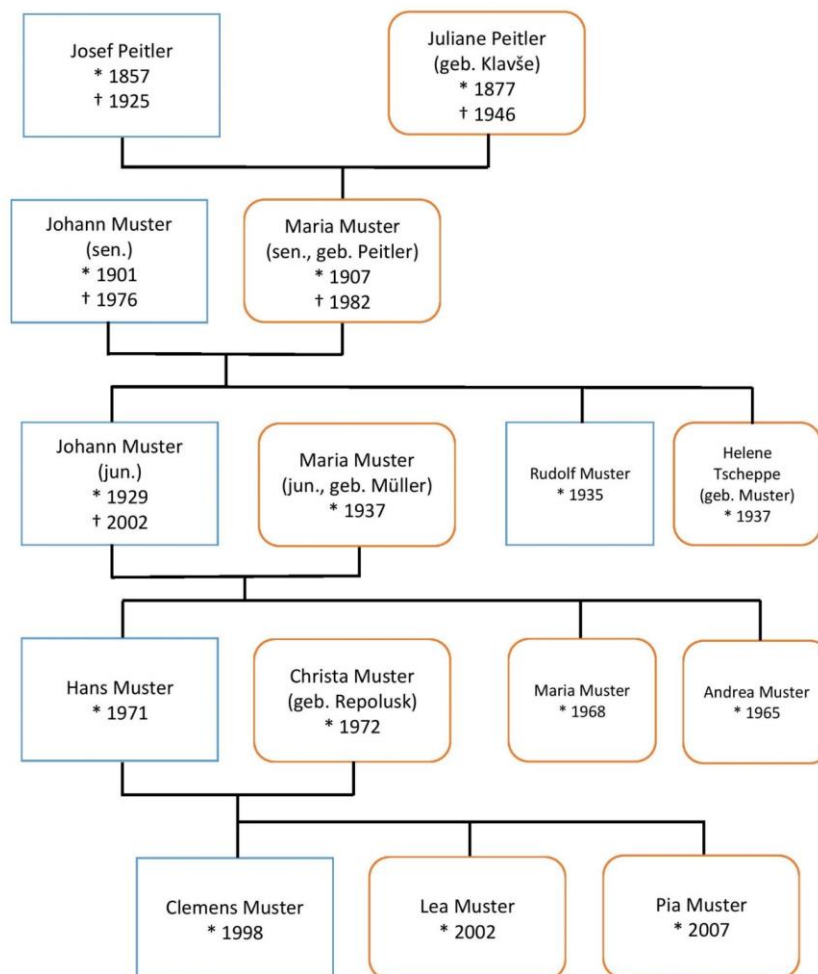 Josef Peitler
* 1857
† 1925
Juliane Peitler
(geb. Klavše)
* 1877
† 1946
Johann Muster
(sen.)
* 1901
† 1976
Maria Muster
(sen., geb. Peitler)
* 1907
† 1982
Johann Muster
(jun.)
* 1929
† 2002
Maria Muster
(jun., geb. Müller)
* 1937
Rudolf Muster
* 1935
Helene
Tscheppe
(geb. Muster)
* 1937
Hans Muster
* 1971
Christa Muster
(geb. Repolusk)
* 1972
Maria Muster
* 1968
Andrea Muster
* 1965
Clemens Muster
* 1998
Lea Muster
* 2002
Pia Muster
* 2007